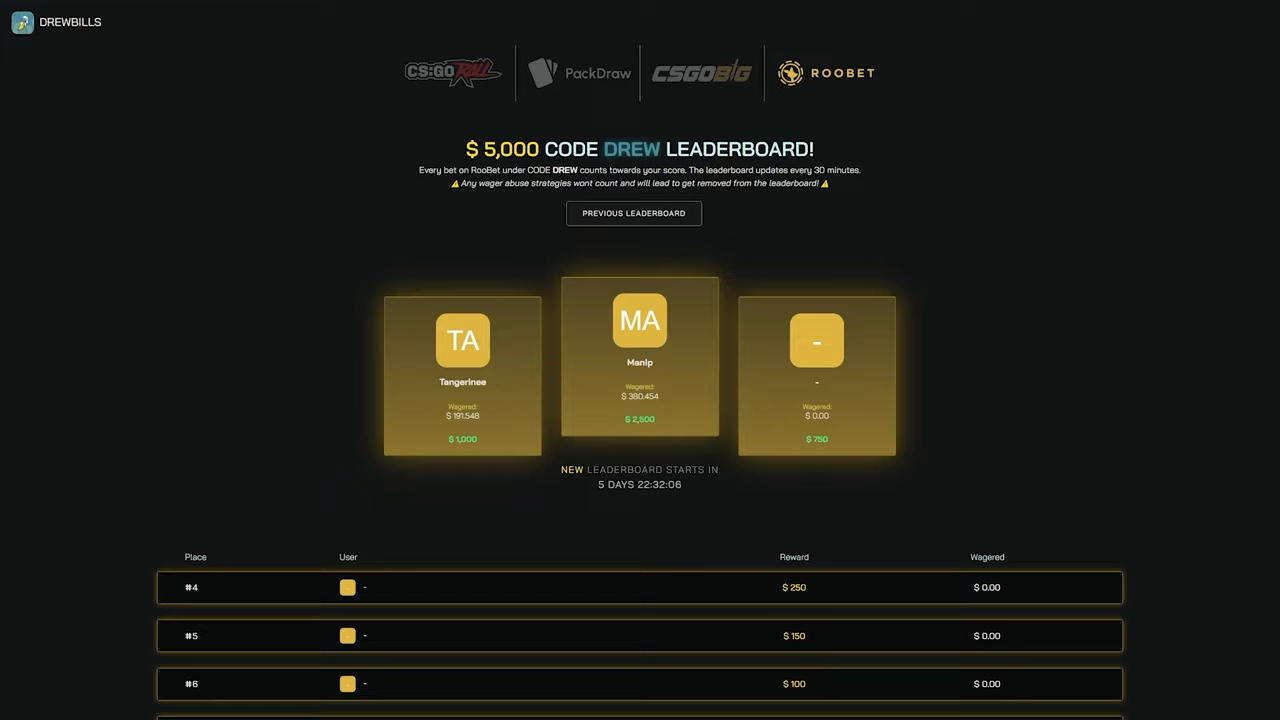 DREWBILLS
CS:GO ROLL
PackDraw
CSGOBIG
ROOBET
$ 5,000 CODE DREW LEADERBOARD!
Every bet on RooBet under CODE DREW counts towards your score. The leaderboard updates every 30 minutes.
Any wager abuse strategies wont count and will lead to get removed from the leaderboard!
PREVIOUS LEADERBOARD
TA
Tangerinee
Wagered:
$ 191.548
$ 1,000
MA
Manip
Wagered:
$ 380.454
$ 2,500
-
-
Wagered:
$ 0.00
$ 750
NEW LEADERBOARD STARTS IN
5 DAYS 22:32:06
Place User Reward Wagered
#4 - $ 250 $ 0.00
#5 - $ 150 $ 0.00
#6 - $ 100 $ 0.00